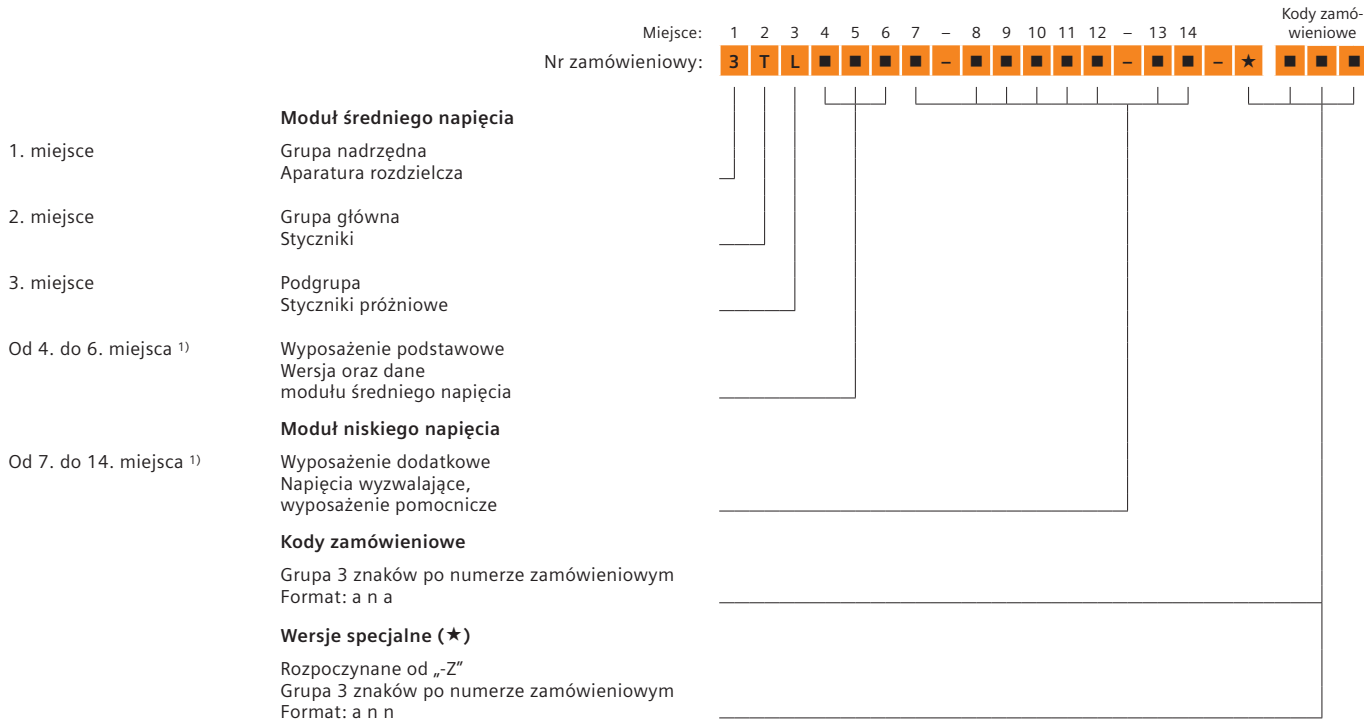 Kody zamó-
wieniowe
Miejsce: 1 2 3 4 5 6 7 – 8 9 10 11 12 – 13 14
Nr zamówieniowy: 3 T L ■ ■ ■ ■ – ■ ■ ■ ■ ■ – ■ ■ – ★ ■ ■ ■
Moduł średniego napięcia
1. miejsce Grupa nadrzędna
Aparatura rozdzielcza
2. miejsce Grupa główna
Styczniki
3. miejsce Podgrupa
Styczniki próżniowe
Od 4. do 6. miejsca 1) Wyposażenie podstawowe
Wersja oraz dane
modułu średniego napięcia
Moduł niskiego napięcia
Od 7. do 14. miejsca 1) Wyposażenie dodatkowe
Napięcia wyzwalające,
wyposażenie pomocnicze
Kody zamówieniowe
Grupa 3 znaków po numerze zamówieniowym
Format: a n a
Wersje specjalne (★)
Rozpoczynane od „-Z”
Grupa 3 znaków po numerze zamówieniowym
Format: a n n